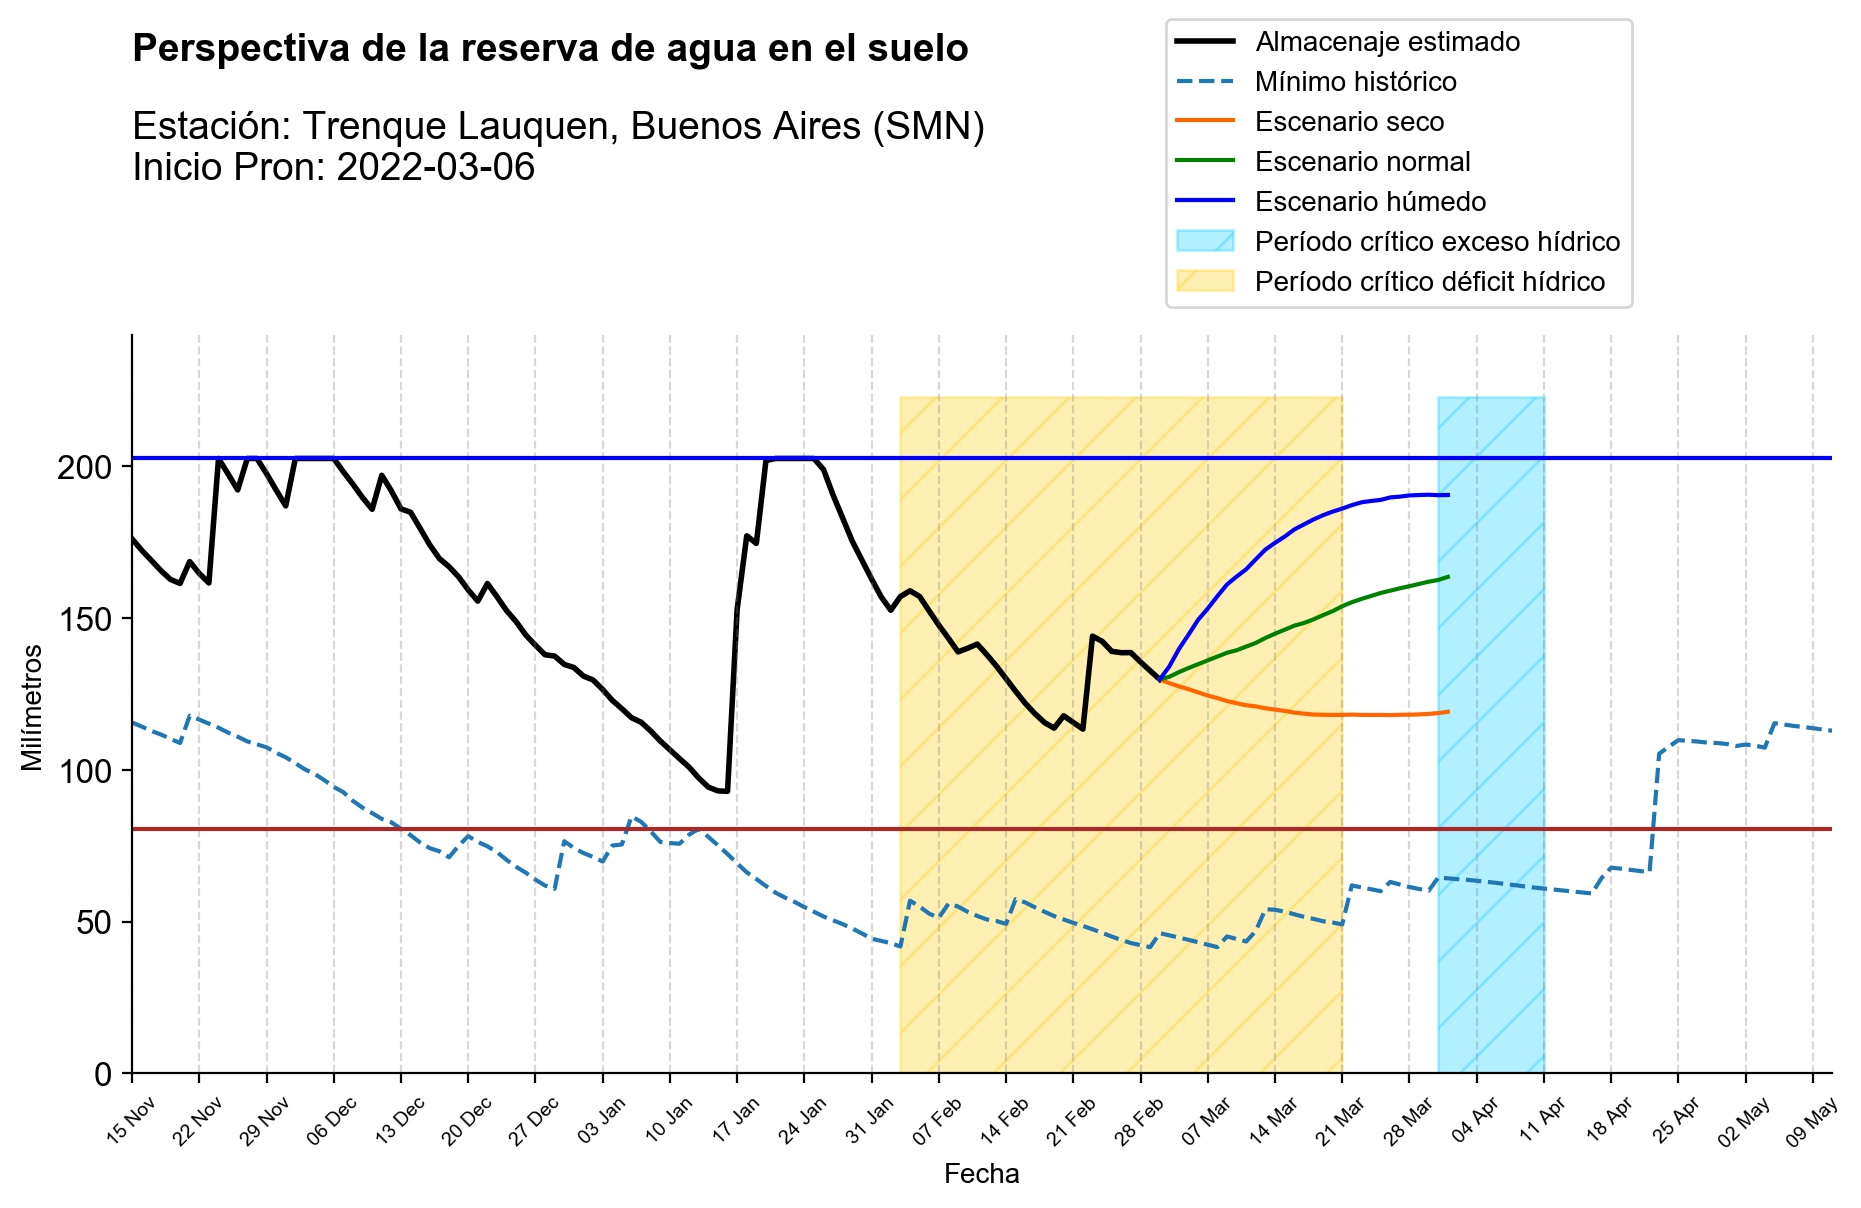 Perspectiva de la reserva de agua en el suelo
Estación: Trenque Lauquen, Buenos Aires (SMN)
Inicio Pron: 2022-03-06
Almacenaje estimado
Mínimo histórico
Escenario seco
Escenario normal
Escenario húmedo
Período crítico exceso hídrico
Período crítico déficit hídrico
Milímetros
200
150
100
50
0
15 Nov
22 Nov
29 Nov
06 Dec
13 Dec
20 Dec
27 Dec
03 Jan
10 Jan
17 Jan
24 Jan
31 Jan
07 Feb
14 Feb
21 Feb
28 Feb
07 Mar
14 Mar
21 Mar
28 Mar
04 Apr
11 Apr
18 Apr
25 Apr
02 May
09 May
Fecha